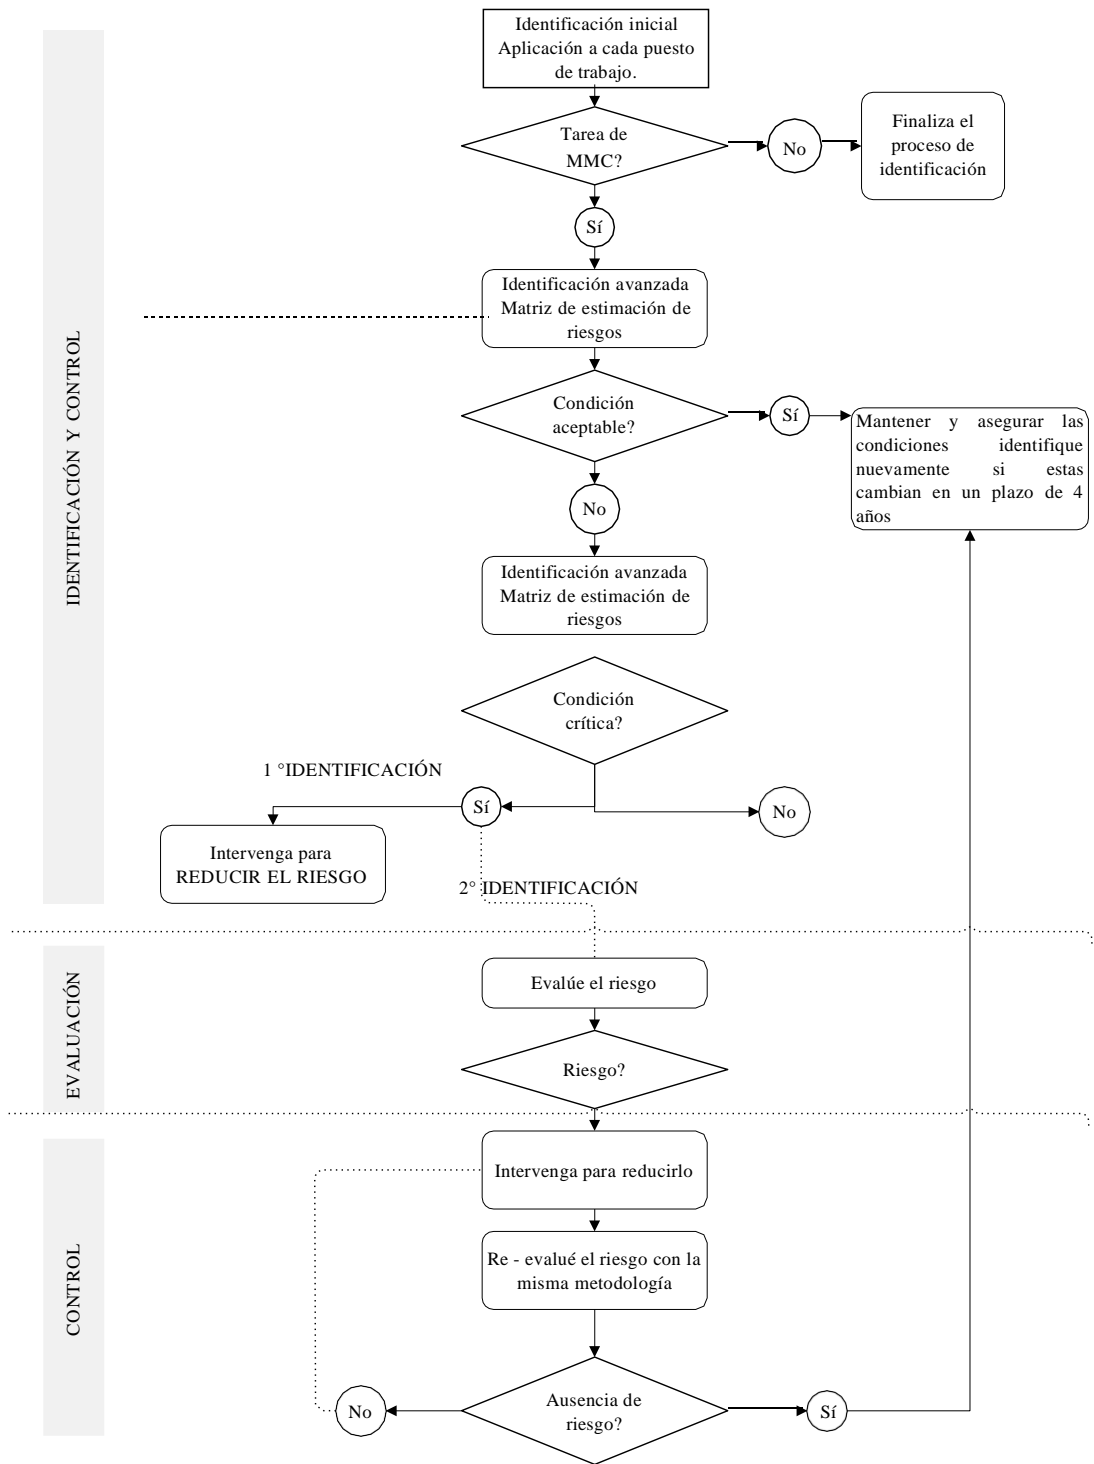 Identificación inicial
Aplicación a cada puesto
de trabajo.
Tarea de
MMC?
No
Finaliza el
proceso de
identificación
Sí
Identificación avanzada
Matriz de estimación de
riesgos
IDENTIFICACIÓN Y CONTROL
Condición
aceptable?
Sí
Mantener y asegurar las
condiciones identifique
nuevamente si estas
cambian en un plazo de 4
años
No
Identificación avanzada
Matriz de estimación de
riesgos
Condición
crítica?
1 °IDENTIFICACIÓN
Sí
No
Intervenga para
REDUCIR EL RIESGO
2° IDENTIFICACIÓN
EVALUACIÓN
Evalúe el riesgo
Riesgo?
CONTROL
Intervenga para reducirlo
Re - evalué el riesgo con la
misma metodología
Ausencia de
riesgo?
No
Sí